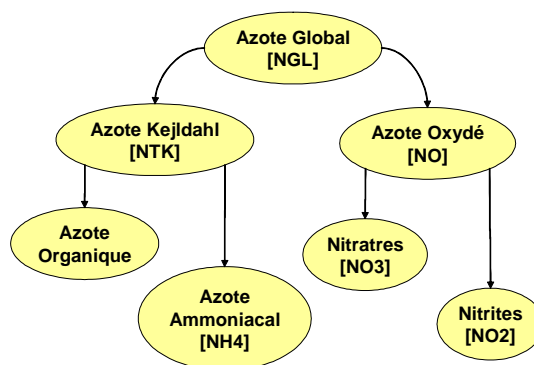 Azote Global
[NGL]
Azote Kejldahl
[NTK]
Azote Oxydé
[NO]
Azote
Organique
Nitratres
[NO3]
Azote
Ammoniacal
[NH4]
Nitrites
[NO2]